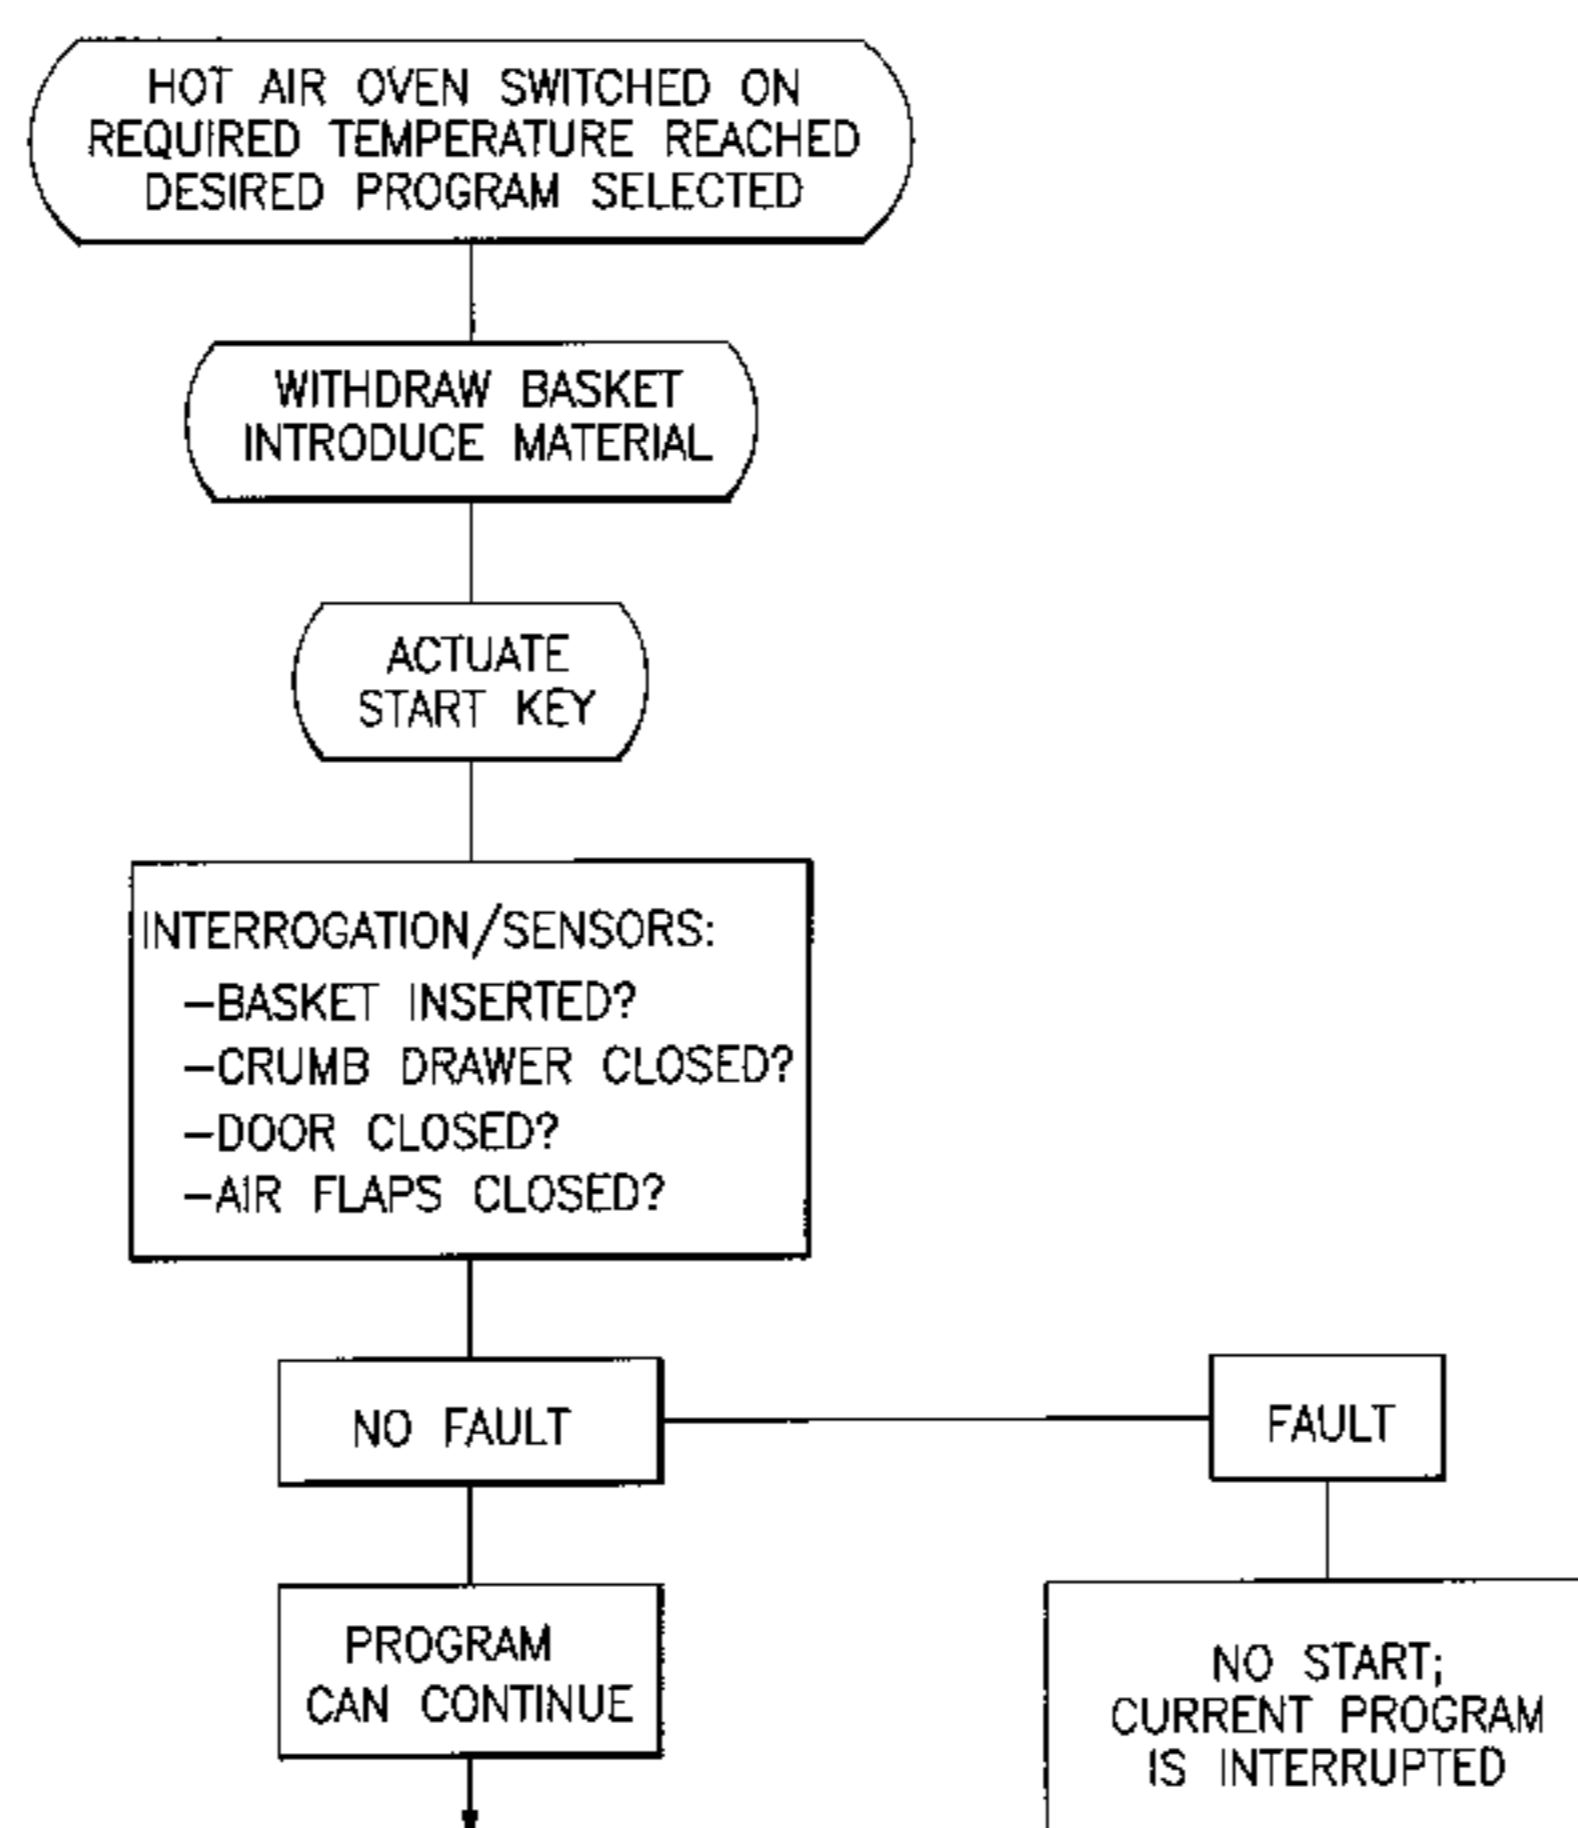 HOT AIR OVEN SWITCHED ON
REQUIRED TEMPERATURE REACHED
DESIRED PROGRAM SELECTED
WITHDRAW BASKET
INTRODUCE MATERIAL
ACTUATE
START KEY
INTERROGATION/SENSORS:
-BASKET INSERTED?
-CRUMB DRAWER CLOSED?
-DOOR CLOSED?
-AIR FLAPS CLOSED?
NO FAULT
FAULT
PROGRAM
CAN CONTINUE
NO START;
CURRENT PROGRAM
IS INTERRUPTED